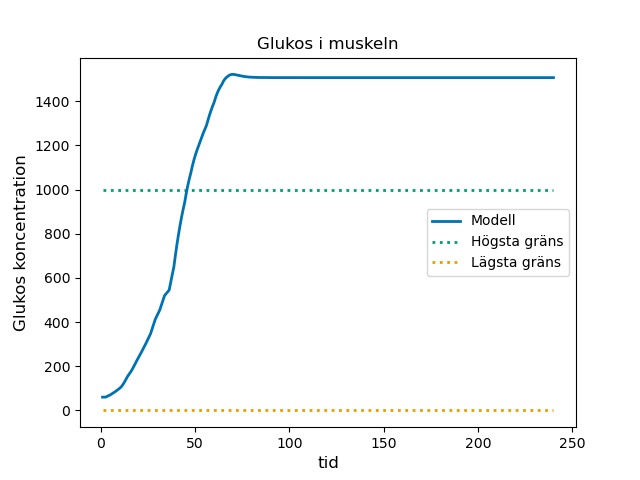 Glukos i muskeln
Glukos koncentration
1400
1200
1000
800
600
400
200
0
Modell
Högsta gräns
Lägsta gräns
0 50 100 150 200 250
tid